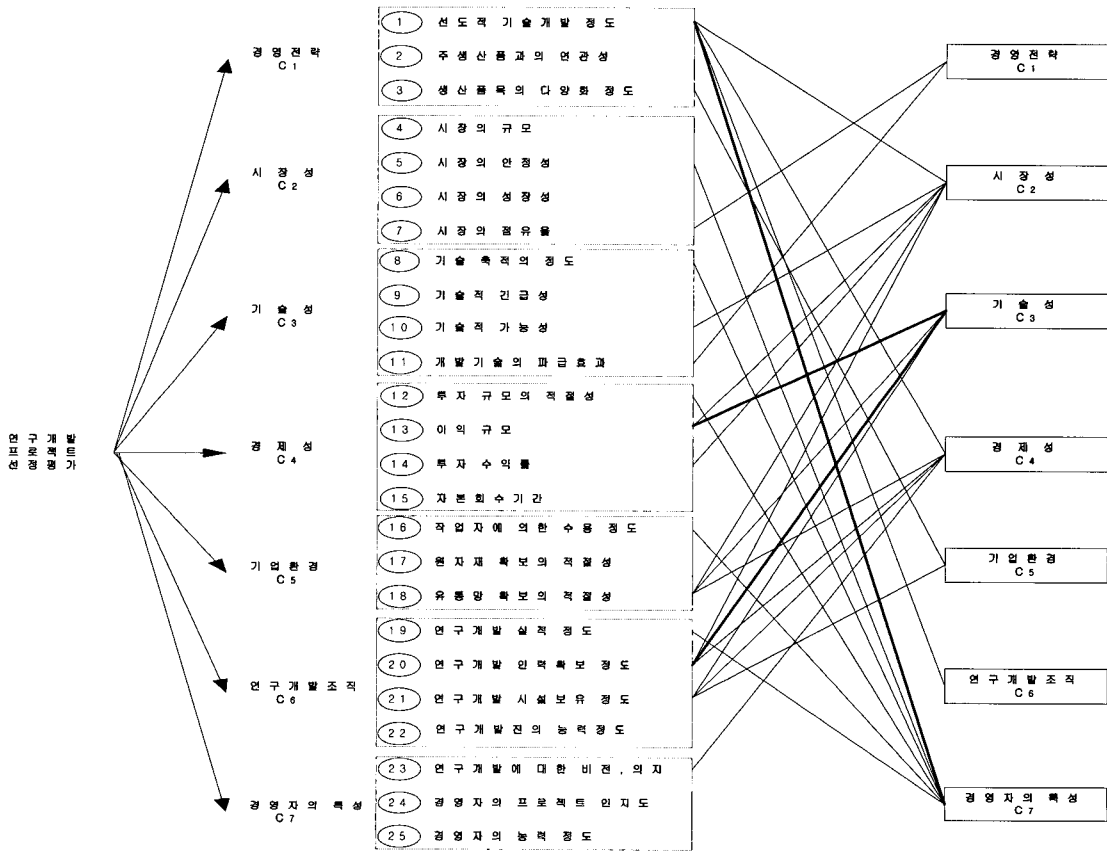 연구개발
프로젝트
선정평가
경영전략
C1
시장성
C2
기술성
C3
경제성
C4
기업환경
C5
연구개발조직
C6
경영자의 특성
C7
1 선도적 기술개발 정도
2 주생산품과의 연관성
3 생산품목의 다양화 정도
4 시장의 규모
5 시장의 안정성
6 시장의 성장성
7 시장의 점유율
8 기술 축적의 정도
9 기술적 긴급성
10 기술적 가능성
11 개발기술의 파급효과
12 투자 규모의 적절성
13 이익 규모
14 투자 수익률
15 자본회수기간
16 작업자에 의한 수용 정도
17 원자재 확보의 적절성
18 유통망 확보의 적절성
19 연구개발 실적 정도
20 연구개발 인력확보 정도
21 연구개발 시설보유 정도
22 연구개발진의 능력정도
23 연구개발에 대한 비전,의지
24 경영자의 프로젝트 인지도
25 경영자의 능력 정도
경영전략
C1
시장성
C2
기술성
C3
경제성
C4
기업환경
C5
연구개발조직
C6
경영자의 특성
C7